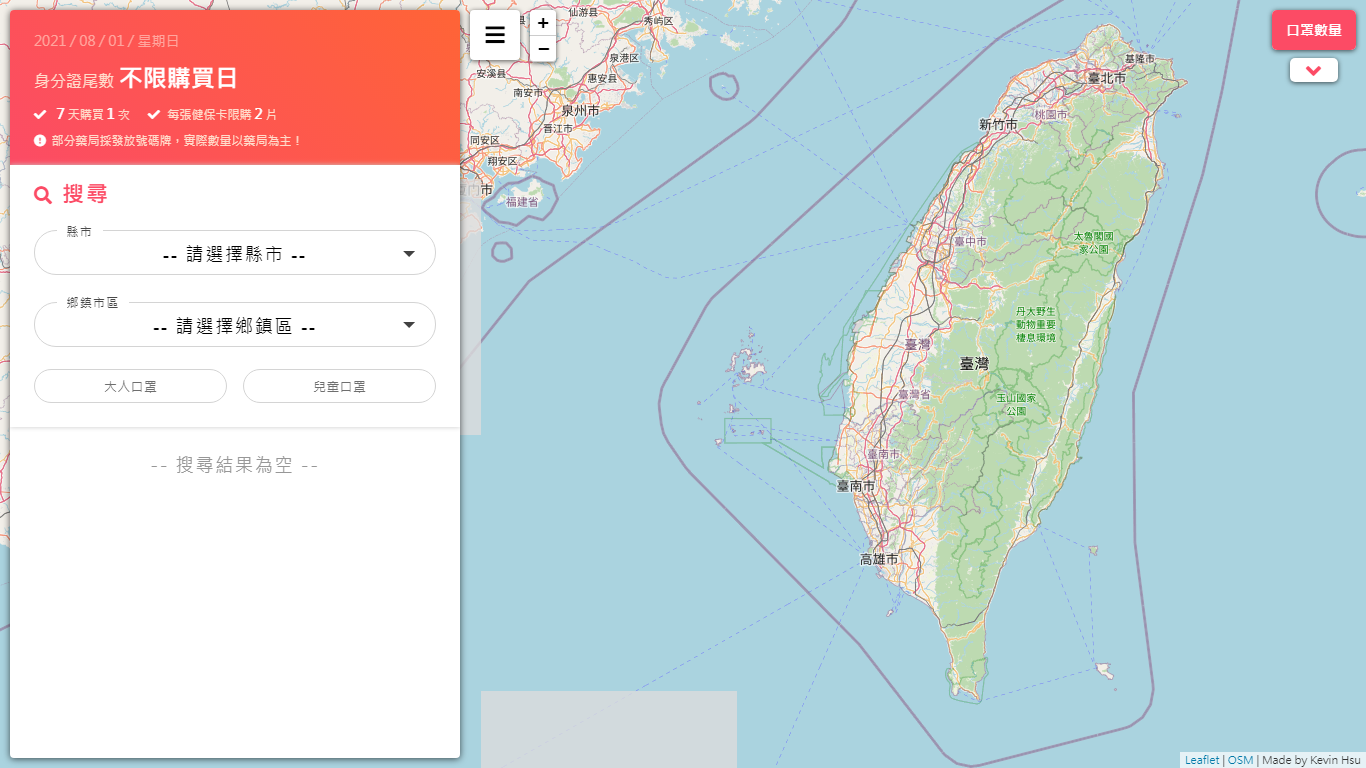 2021 / 08 / 01 / 星期日
身分證尾數 不限購買日
7 天購買 1 次 每張健保卡限購 2 片
部分藥局採發放號碼牌，實際數量以藥局為主！
搜尋
縣市
-- 請選擇縣市 --
鄉鎮市區
-- 請選擇鄉鎮區 --
大人口罩 兒童口罩
-- 搜尋結果為空 --
+
−
口罩數量
仙游县
秀屿区
泉港区
安溪县
惠安县
南安市
泉州市
晋江市
同安区
翔安区
厦门市
福建省
基隆市
臺北市
桃園市
新竹市
太魯閣國
家公園
臺中市
丹大野生
動物重要
棲息環境
臺灣
臺灣
臺灣省
玉山國家
公園
臺南市
臺南市
高雄市
Leaflet | OSM | Made by Kevin Hsu